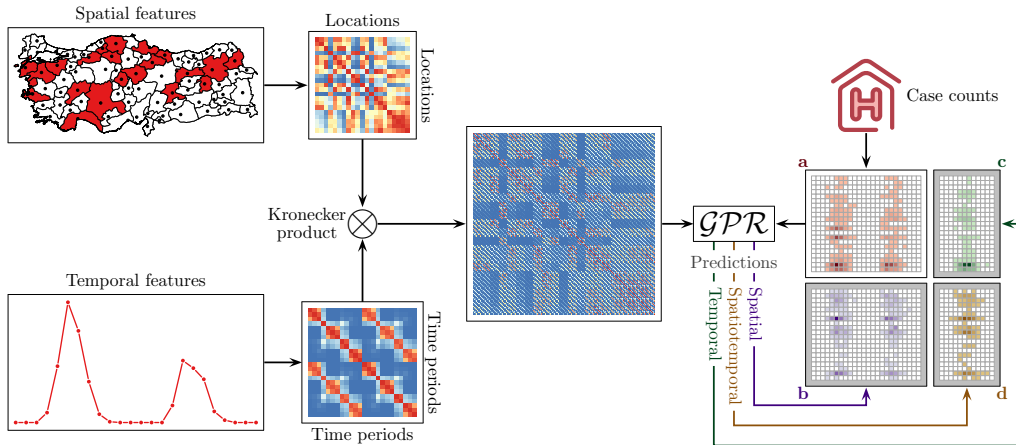 Spatial features
Locations
Locations
Case counts
H
a
c
Kronecker
product
GPR
Predictions
Temporal
Spatiotemporal
Spatial
Temporal features
Time periods
Time periods
b
d